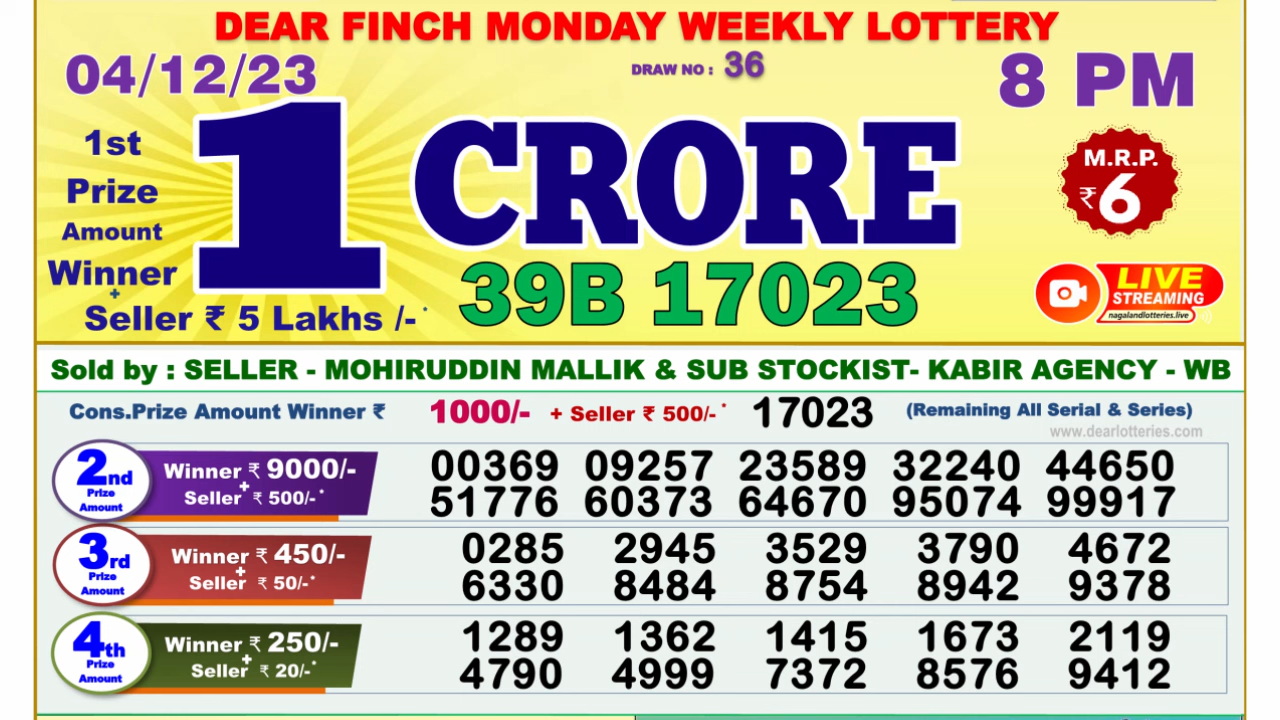 DEAR FINCH MONDAY WEEKLY LOTTERY
04/12/23
DRAW NO : 36
8 PM
1st
Prize
Amount
Winner
+
Seller ₹ 5 Lakhs /-*
1 CRORE
39B 17023
M.R.P.
₹6
LIVE
STREAMING
nagalandlotteries.live
Sold by : SELLER - MOHIRUDDIN MALLIK & SUB STOCKIST- KABIR AGENCY - WB
Cons.Prize Amount Winner ₹ 1000/- + Seller ₹ 500/-* 17023 (Remaining All Serial & Series)
www.dearlotteries.com
2nd
Prize
Amount
Winner ₹ 9000/-
+
Seller ₹ 500/-*
00369 09257 23589 32240 44650
51776 60373 64670 95074 99917
3rd
Prize
Amount
Winner ₹ 450/-
+
Seller ₹ 50/-*
0285 2945 3529 3790 4672
6330 8484 8754 8942 9378
4th
Prize
Amount
Winner ₹ 250/-
+
Seller ₹ 20/-*
1289 1362 1415 1673 2119
4790 4999 7372 8576 9412